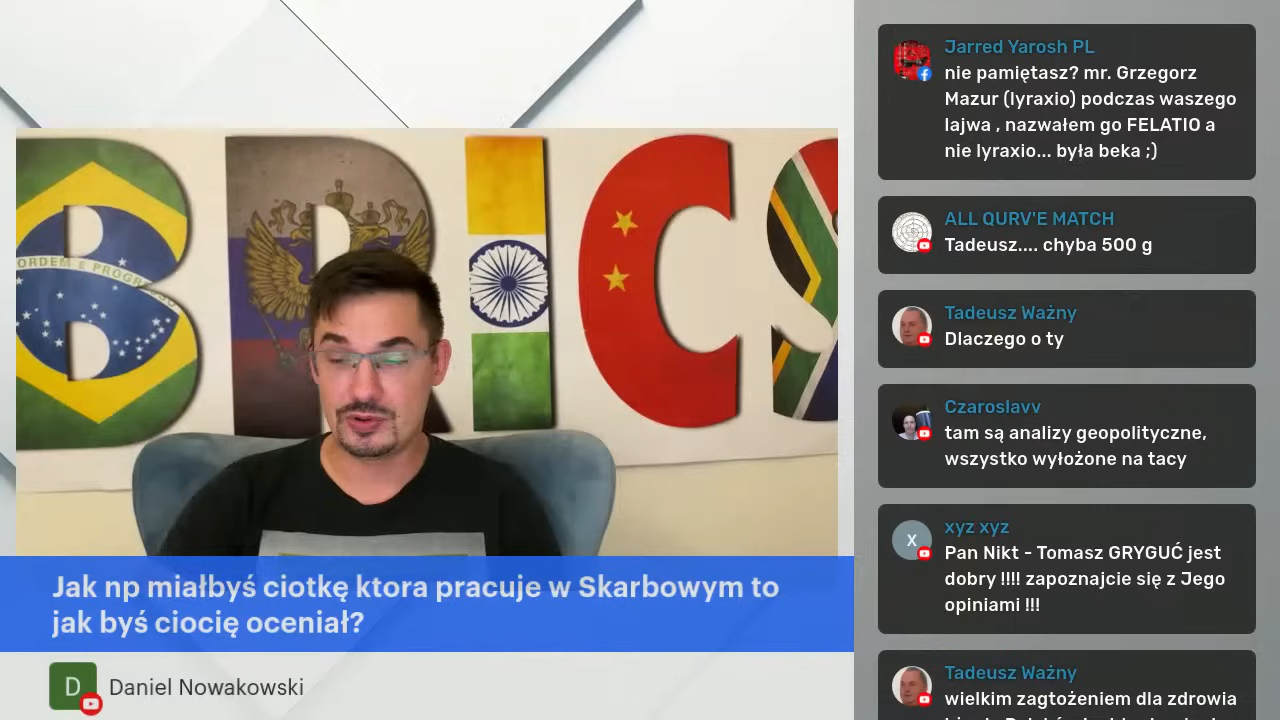 BRICS
ORDEM E PROGR
Jak np miałbyś ciotkę ktora pracuje w Skarbowym to
jak byś ciocię oceniał?
D
Daniel Nowakowski
Jarred Yarosh PL
nie pamiętasz? mr. Grzegorz
Mazur (lyraxio) podczas waszego
lajwa , nazwałem go FELATIO a
nie lyraxio... była beka ;)
ALL QURV'E MATCH
Tadeusz.... chyba 500 g
Tadeusz Ważny
Dlaczego o ty
Czaroslavv
tam są analizy geopolityczne,
wszystko wyłożone na tacy
X
xyz xyz
Pan Nikt - Tomasz GRYGUĆ jest
dobry !!!! zapoznajcie się z Jego
opiniami !!!
Tadeusz Ważny
wielkim zagtożeniem dla zdrowia